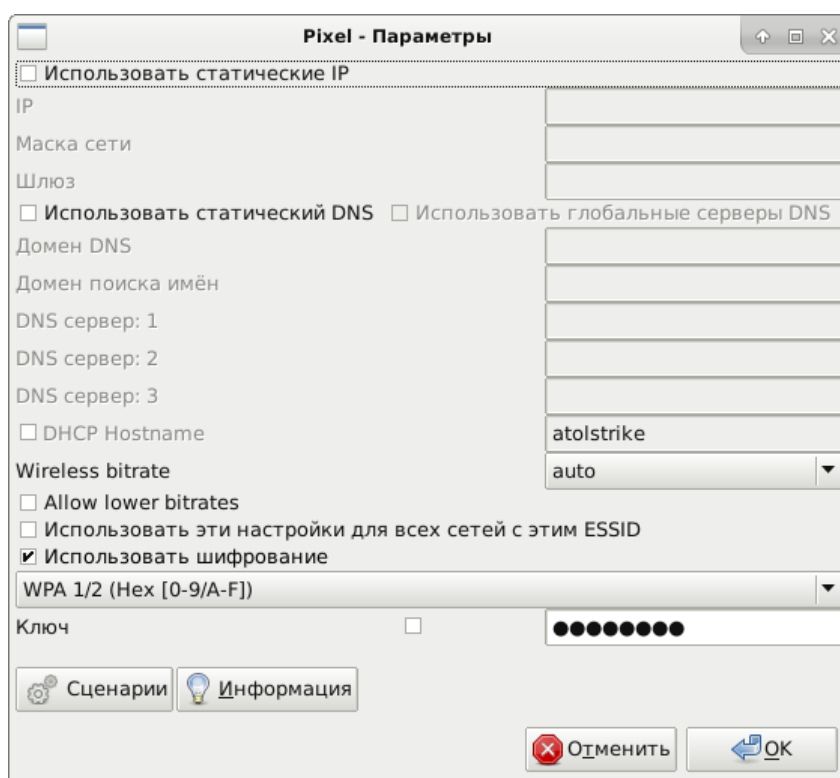 Pixel - Параметры
Использовать статические IP
IP
Маска сети
Шлюз
Использовать статический DNS Использовать глобальные серверы DNS
Домен DNS
Домен поиска имён
DNS сервер: 1
DNS сервер: 2
DNS сервер: 3
DHCP Hostname atolstrike
Wireless bitrate auto
Allow lower bitrates
Использовать эти настройки для всех сетей с этим ESSID
Использовать шифрование
WPA 1/2 (Hex [0-9/A-F])
Ключ ●●●●●●●●
Сценарии Информация
Отменить OK